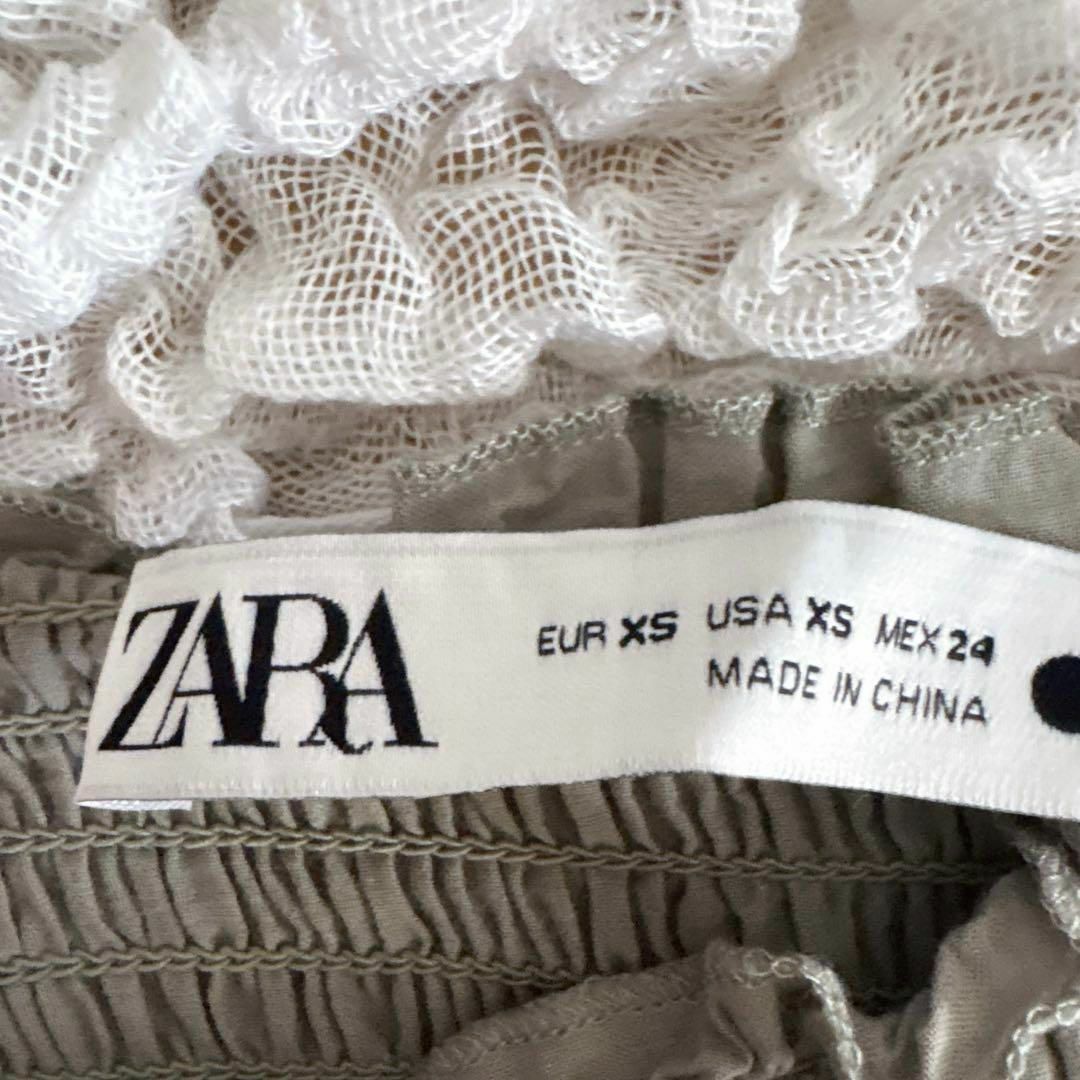 ZARA
EUR XS USA XS MEX 24
MADE IN CHINA